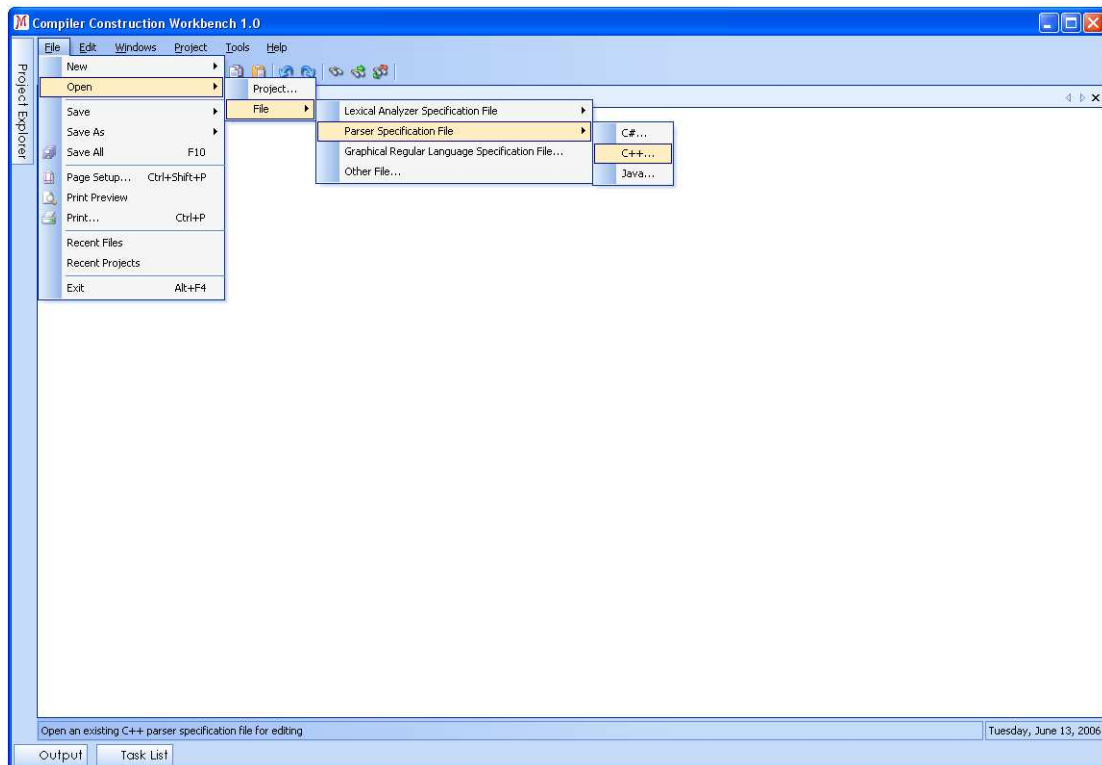 Compiler Construction Workbench 1.0
File Edit Windows Project Tools Help
Project Explorer
New
Open
Save
Save As
Save All F10
Page Setup... Ctrl+Shift+P
Print Preview
Print... Ctrl+P
Recent Files
Recent Projects
Exit Alt+F4
Project...
File
Lexical Analyzer Specification File
Parser Specification File
Graphical Regular Language Specification File...
Other File...
C#...
C++...
Java...
Open an existing C++ parser specification file for editing
Tuesday, June 13, 2006
Output Task List